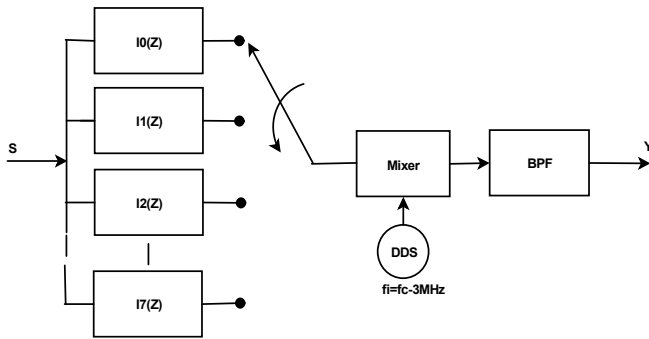 I0(Z)
I1(Z)
S
Mixer
BPF
Y
I2(Z)
DDS
I7(Z)
fi=fc-3MHz